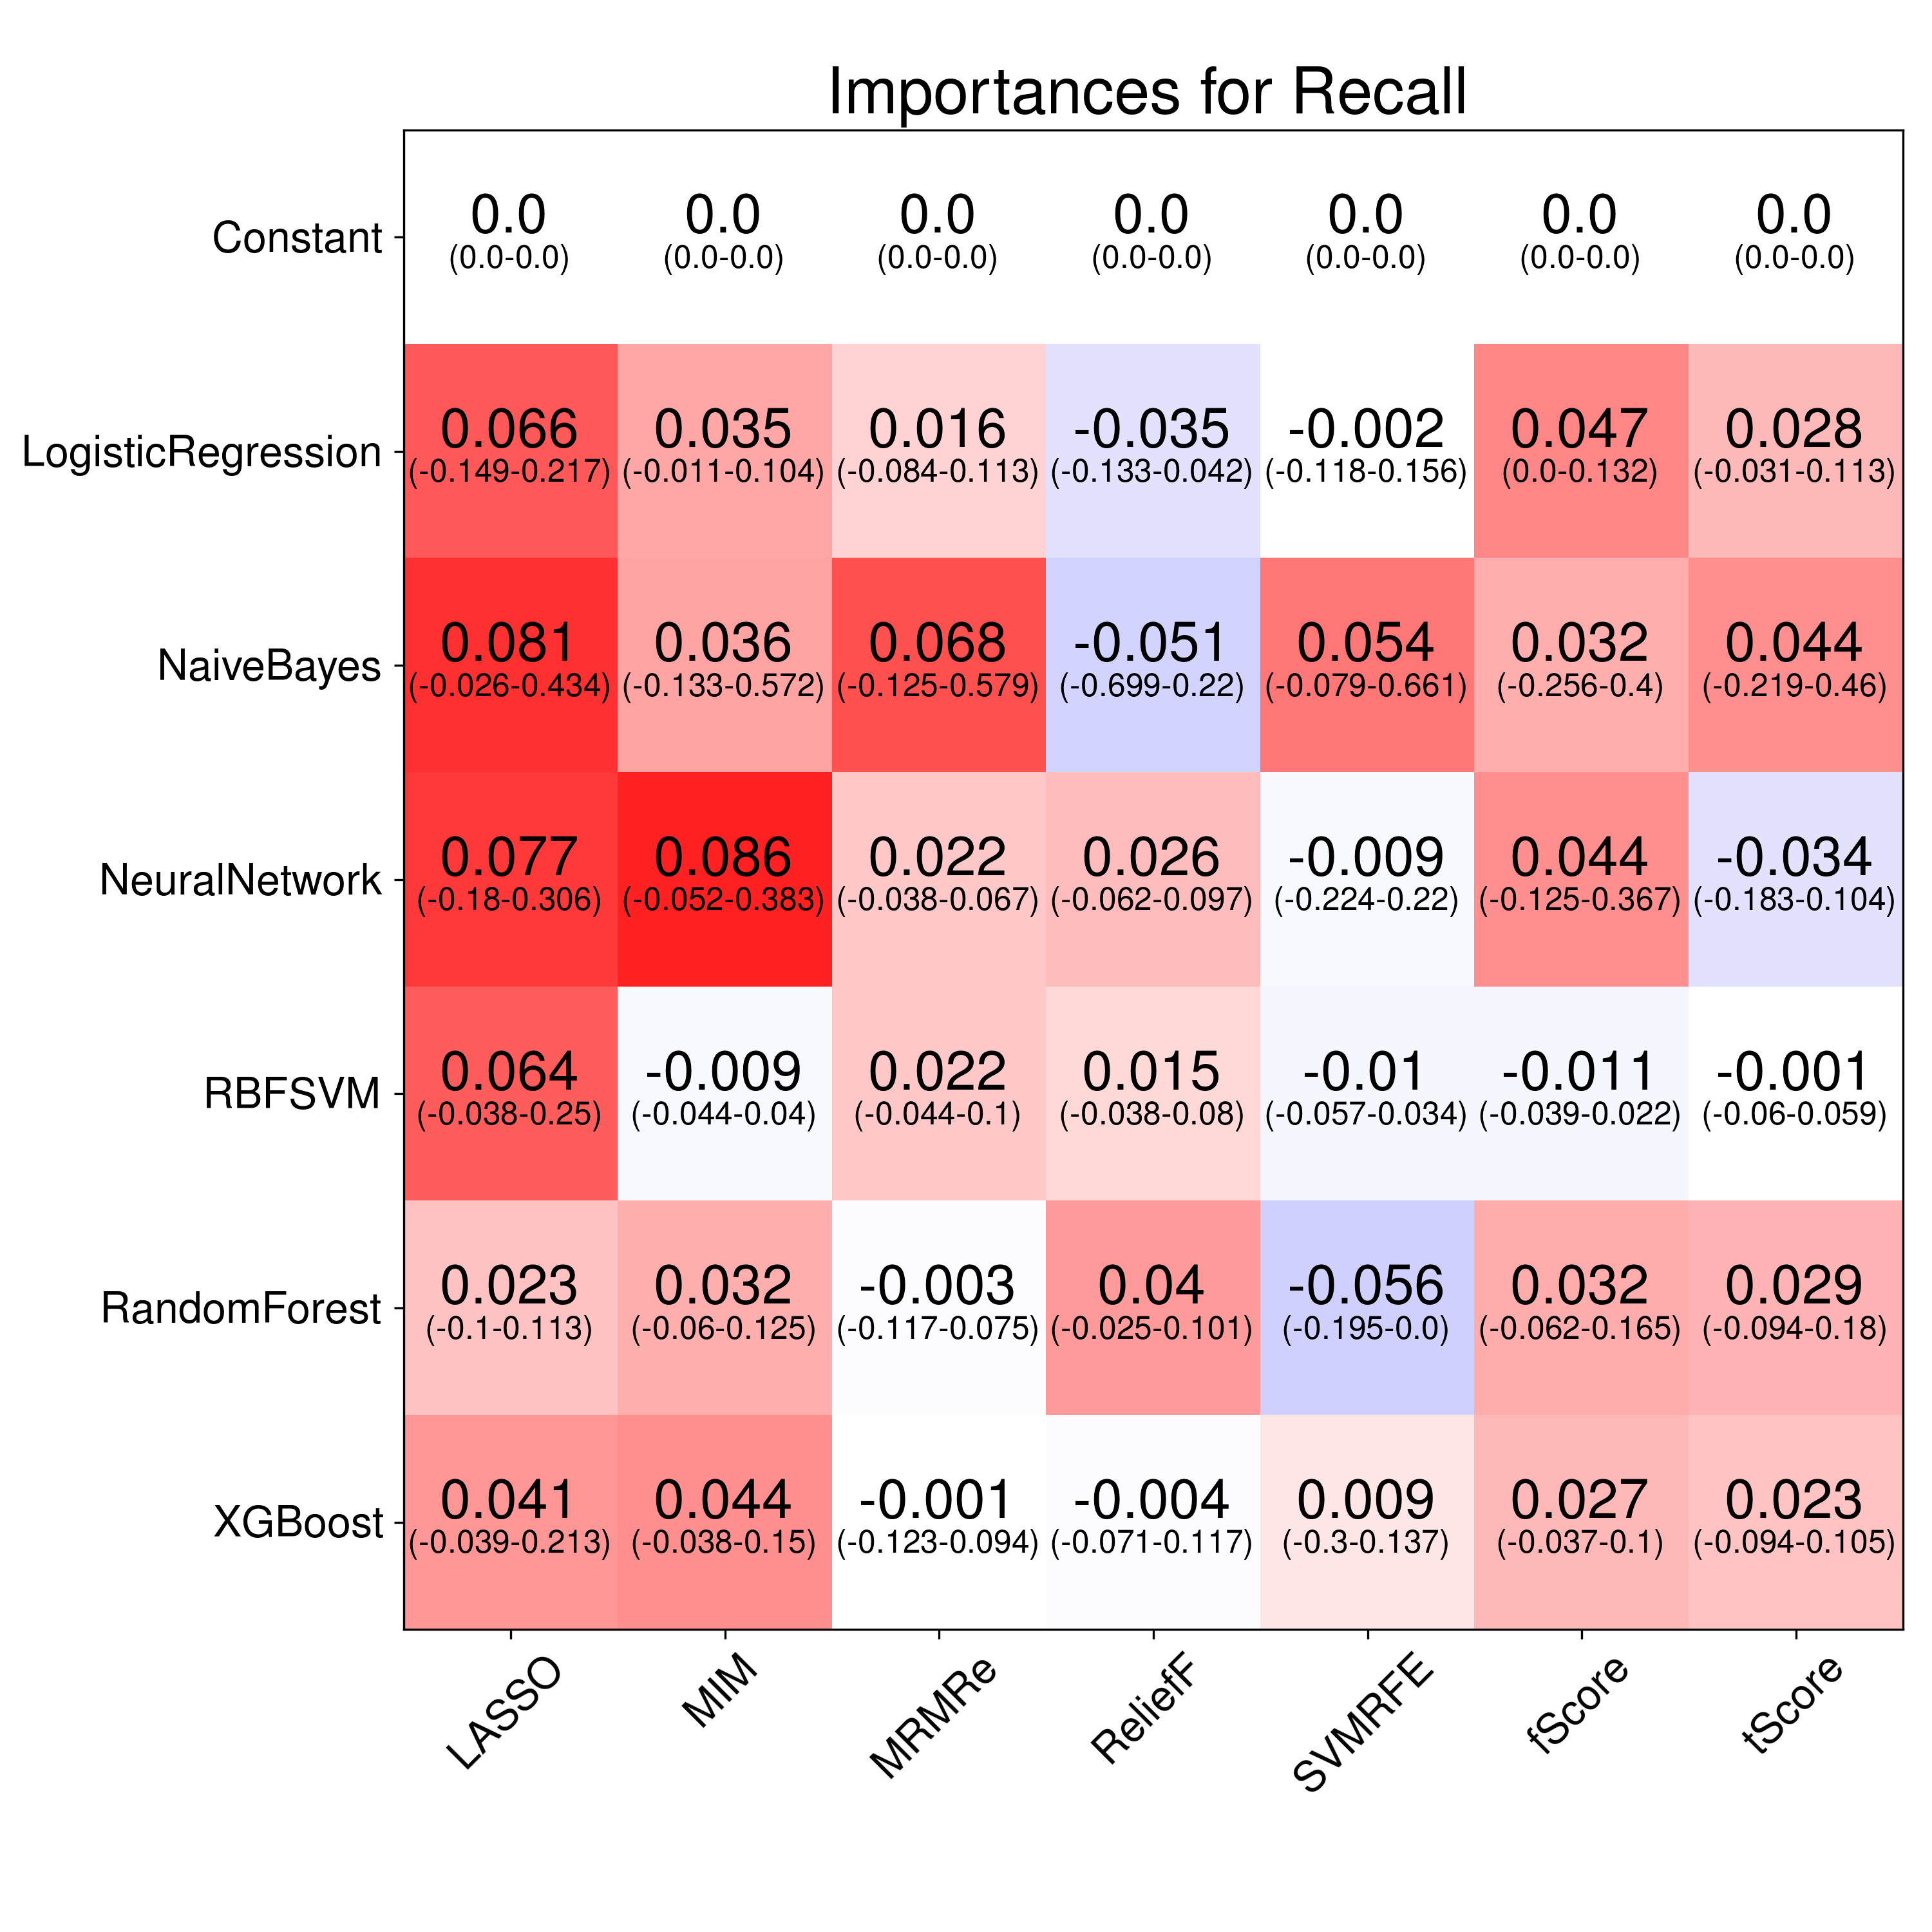 Importances for Recall
Constant
0.0 0.0 0.0 0.0 0.0 0.0 0.0
(0.0-0.0) (0.0-0.0) (0.0-0.0) (0.0-0.0) (0.0-0.0) (0.0-0.0) (0.0-0.0)
LogisticRegression
0.066 0.035 0.016 -0.035 -0.002 0.047 0.028
(-0.149-0.217) (-0.011-0.104) (-0.084-0.113) (-0.133-0.042) (-0.118-0.156) (0.0-0.132) (-0.031-0.113)
NaiveBayes
0.081 0.036 0.068 -0.051 0.054 0.032 0.044
(-0.026-0.434) (-0.133-0.572) (-0.125-0.579) (-0.699-0.22) (-0.079-0.661) (-0.256-0.4) (-0.219-0.46)
NeuralNetwork
0.077 0.086 0.022 0.026 -0.009 0.044 -0.034
(-0.18-0.306) (-0.052-0.383) (-0.038-0.067) (-0.062-0.097) (-0.224-0.22) (-0.125-0.367) (-0.183-0.104)
RBFSVM
0.064 -0.009 0.022 0.015 -0.01 -0.011 -0.001
(-0.038-0.25) (-0.044-0.04) (-0.044-0.1) (-0.038-0.08) (-0.057-0.034) (-0.039-0.022) (-0.06-0.059)
RandomForest
0.023 0.032 -0.003 0.04 -0.056 0.032 0.029
(-0.1-0.113) (-0.06-0.125) (-0.117-0.075) (-0.025-0.101) (-0.195-0.0) (-0.062-0.165) (-0.094-0.18)
XGBoost
0.041 0.044 -0.001 -0.004 0.009 0.027 0.023
(-0.039-0.213) (-0.038-0.15) (-0.123-0.094) (-0.071-0.117) (-0.3-0.137) (-0.037-0.1) (-0.094-0.105)
LASSO MIM MRMRe ReliefF SVMRFE fScore tScore